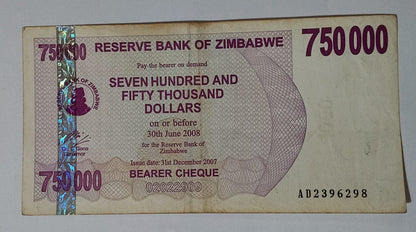 750000 RESERVE BANK OF ZIMBABWE 750 000
Pay the bearer on demand
SEVEN HUNDRED AND
FIFTY THOUSAND
DOLLARS
on or before
30th June 2008
for the Reserve Bank of
Zimbabwe
Issue date: 31st December 2007
750 000 BEARER CHEQUE
AD2396298